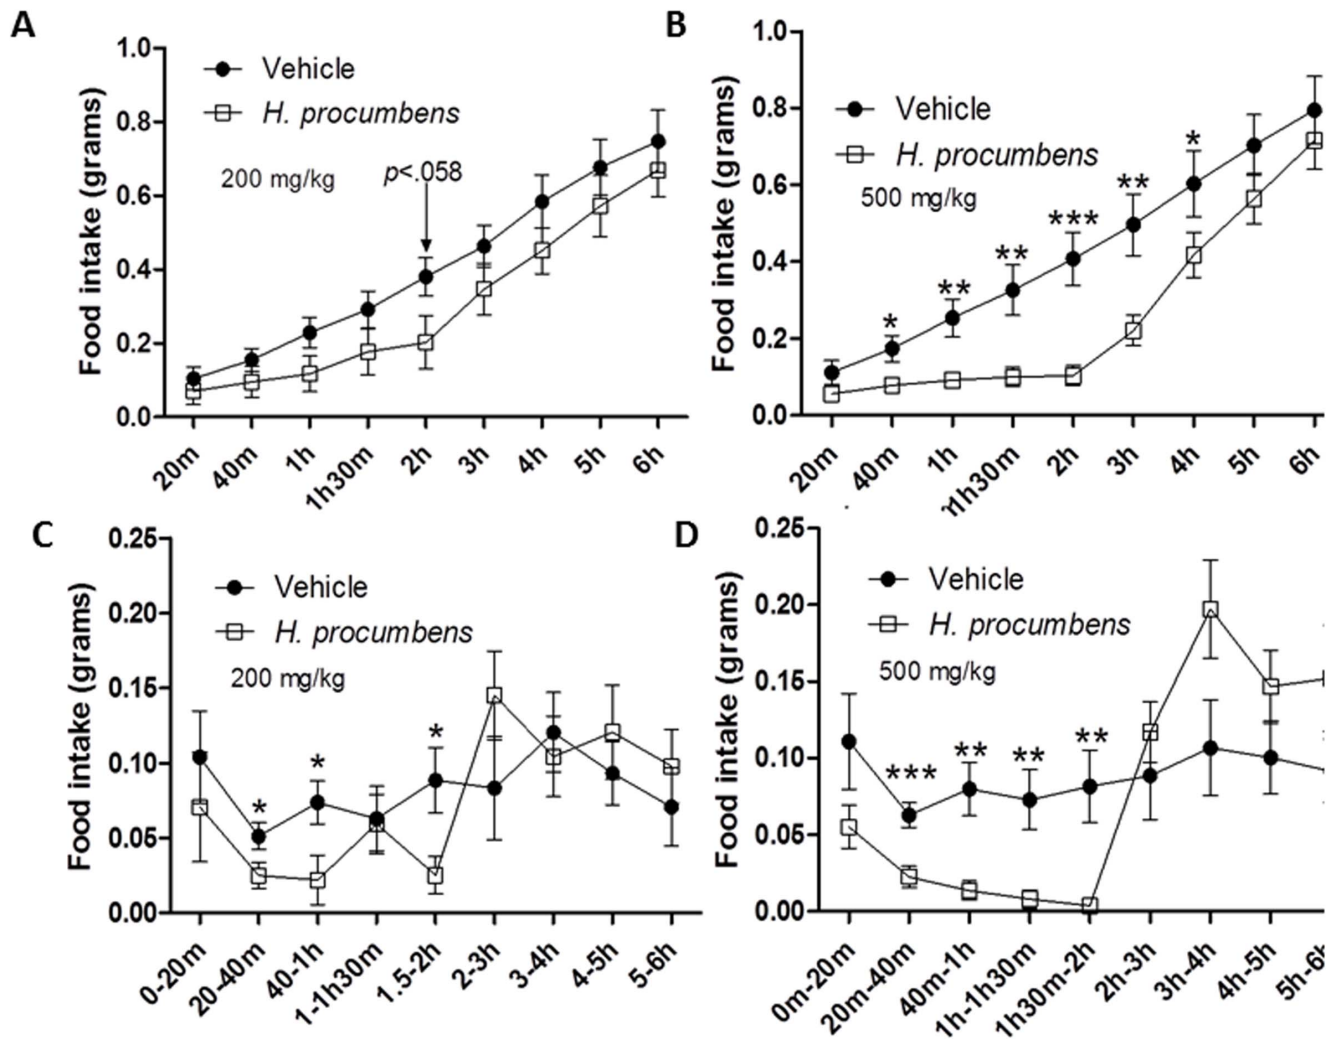 A
1.0
0.8
0.6
0.4
0.2
0.0
Food intake (grams)
Vehicle
H. procumbens
200 mg/kg
p<.058
20m
40m
1h
1h30m
2h
3h
4h
5h
6h
B
1.0
0.8
0.6
0.4
0.2
0.0
Food intake (grams)
Vehicle
H. procumbens
500 mg/kg
*
**
**
***
**
*
20m
40m
1h
1h30m
2h
3h
4h
5h
6h
C
0.25
0.20
0.15
0.10
0.05
0.00
Food intake (grams)
Vehicle
H. procumbens
200 mg/kg
*
*
*
0-20m
20-40m
40-1h
1-1h30m
1.5-2h
2-3h
3-4h
4-5h
5-6h
D
0.25
0.20
0.15
0.10
0.05
0.00
Food intake (grams)
Vehicle
H. procumbens
500 mg/kg
***
**
**
**
0m-20m
20m-40m
40m-1h
1h-1h30m
1h30m-2h
2h-3h
3h-4h
4h-5h